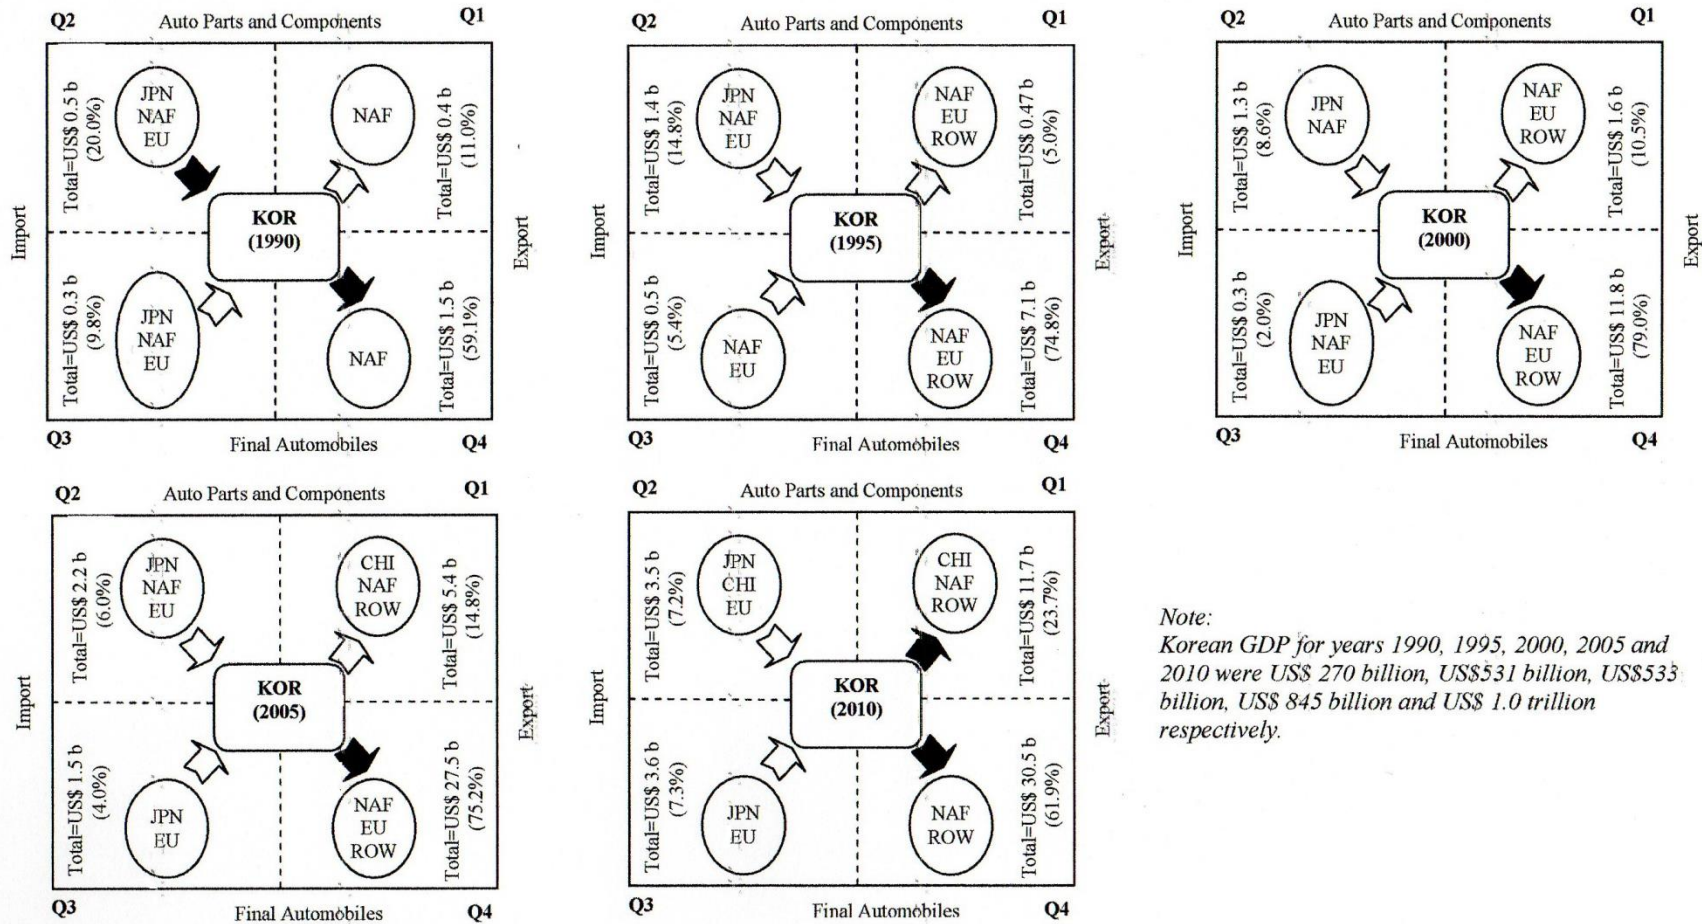 Q2 Auto Parts and Components Q1
Import
Total=US$ 0.5 b
(20.0%)
JPN
NAF
EU
NAF
Total=US$ 0.4 b
(11.0%)
KOR
(1990)
Total=US$ 0.3 b
(9.8%)
JPN
NAF
EU
NAF
Total=US$ 1.5 b
(59.1%)
Export
Q3 Final Automobiles Q4
Q2 Auto Parts and Components Q1
Import
Total=US$ 1.4 b
(14.8%)
JPN
NAF
EU
NAF
EU
ROW
Total=US$ 0.47 b
(5.0%)
KOR
(1995)
Total=US$ 0.5 b
(5.4%)
NAF
EU
NAF
EU
ROW
Total=US$ 7.1 b
(74.8%)
Export
Q3 Final Automobiles Q4
Q2 Auto Parts and Components Q1
Import
Total=US$ 1.3 b
(8.6%)
JPN
NAF
NAF
EU
ROW
Total=US$ 1.6 b
(10.5%)
KOR
(2000)
Total=US$ 0.3 b
(2.0%)
JPN
NAF
EU
NAF
EU
ROW
Total=US$ 11.8 b
(79.0%)
Export
Q3 Final Automobiles Q4
Q2 Auto Parts and Components Q1
Import
Total=US$ 2.2 b
(6.0%)
JPN
NAF
EU
CHI
NAF
ROW
Total=US$ 5.4 b
(14.8%)
KOR
(2005)
Total=US$ 1.5 b
(4.0%)
JPN
EU
NAF
EU
ROW
Total=US$ 27.5 b
(75.2%)
Export
Q3 Final Automobiles Q4
Q2 Auto Parts and Components Q1
Import
Total=US$ 3.5 b
(7.2%)
JPN
CHI
EU
CHI
NAF
ROW
Total=US$ 11.7 b
(23.7%)
KOR
(2010)
Total=US$ 3.6 b
(7.3%)
JPN
EU
NAF
ROW
Total=US$ 30.5 b
(61.9%)
Export
Q3 Final Automobiles Q4
Note:
Korean GDP for years 1990, 1995, 2000, 2005 and
2010 were US$ 270 billion, US$531 billion, US$533
billion, US$ 845 billion and US$ 1.0 trillion
respectively.